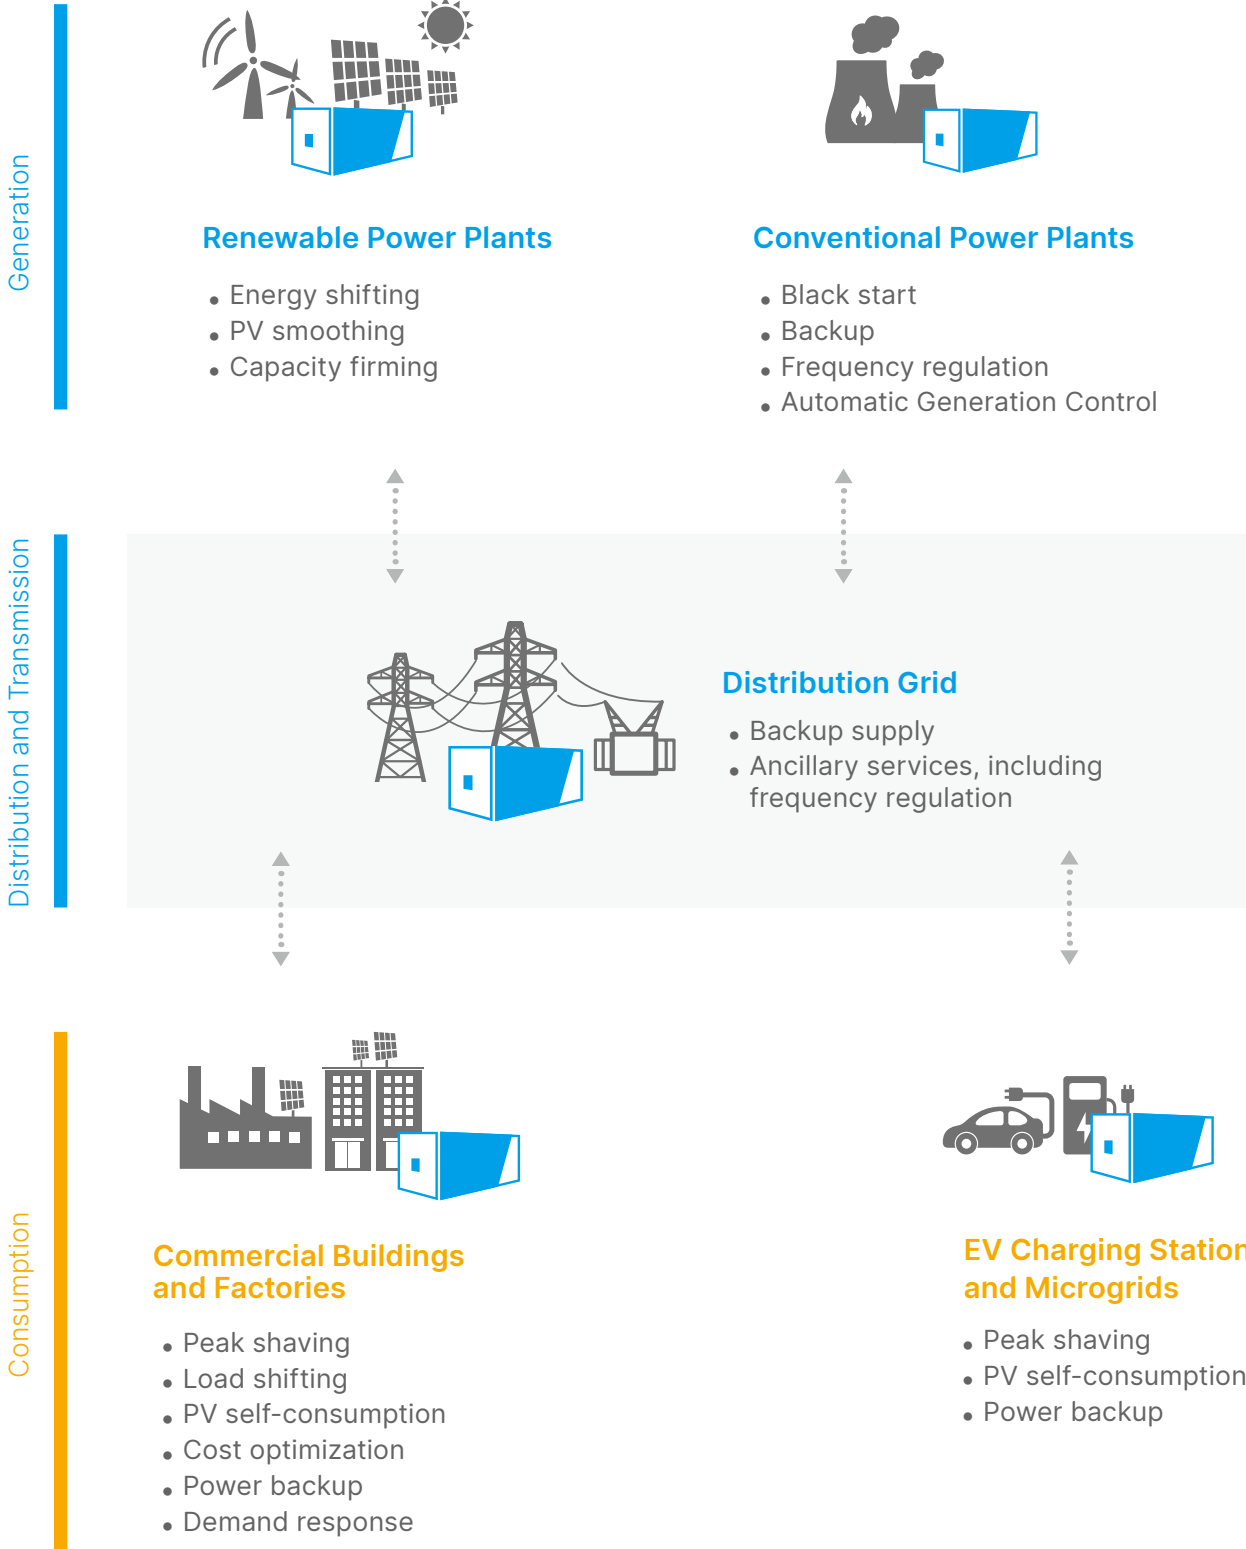 Generation
Renewable Power Plants
Energy shifting
PV smoothing
Capacity firming
Conventional Power Plants
Black start
Backup
Frequency regulation
Automatic Generation Control
Distribution and Transmission
Distribution Grid
Backup supply
Ancillary services, including
frequency regulation
Consumption
Commercial Buildings
and Factories
Peak shaving
Load shifting
PV self-consumption
Cost optimization
Power backup
Demand response
EV Charging Station
and Microgrids
Peak shaving
PV self-consumption
Power backup